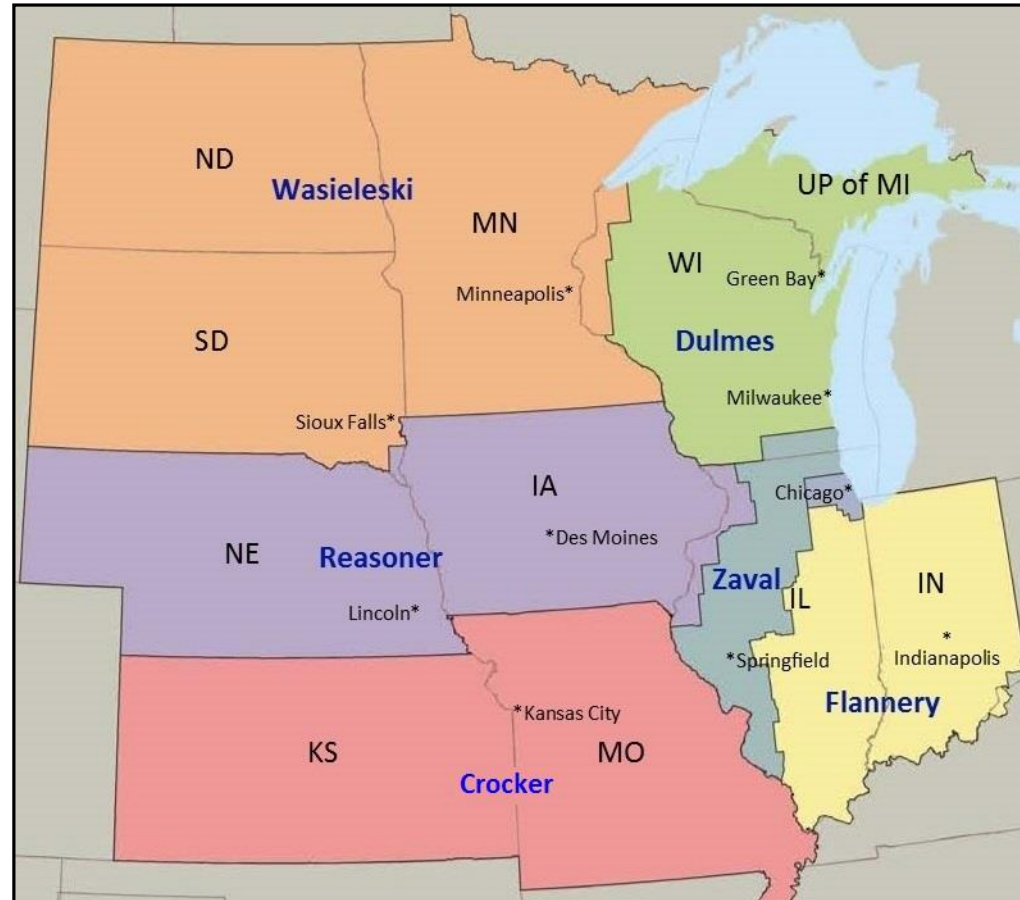 ND
UP of MI
Wasieleski
MN
WI
Green Bay*
Minneapolis*
SD
Dulmes
Milwaukee*
Sioux Falls*
IA
Chicago*
*Des Moines
NE
Reasoner
Zaval
IL
IN
Lincoln*
*
Indianapolis
*Springfield
Flannery
*Kansas City
KS
MO
Crocker